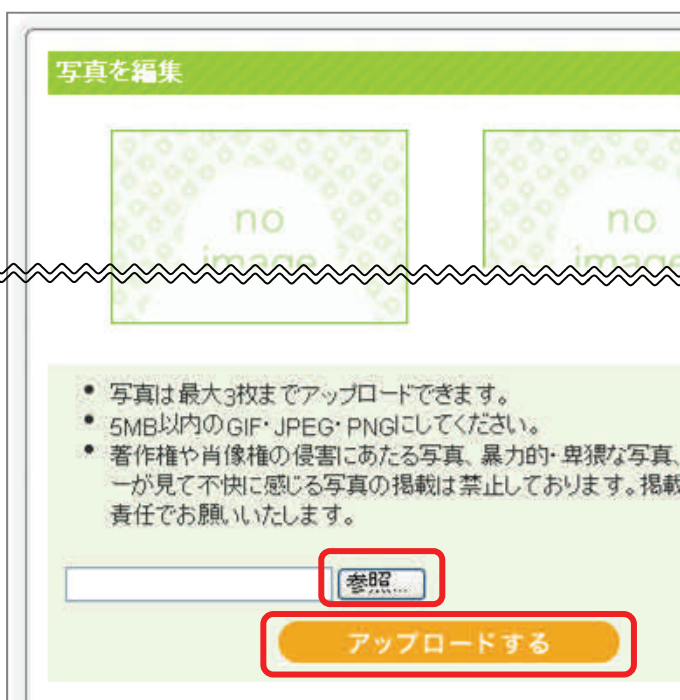 写真を編集
no
image
no
image
• 写真は最大3枚までアップロードできます。
• 5MB以内のGIF・JPEG・PNGにしてください。
• 著作権や肖像権の侵害にあたる写真、暴力的・卑猥な写真、
ーが見て不快に感じる写真の掲載は禁止しております。掲載
責任でお願いいたします。
参照...
アップロードする